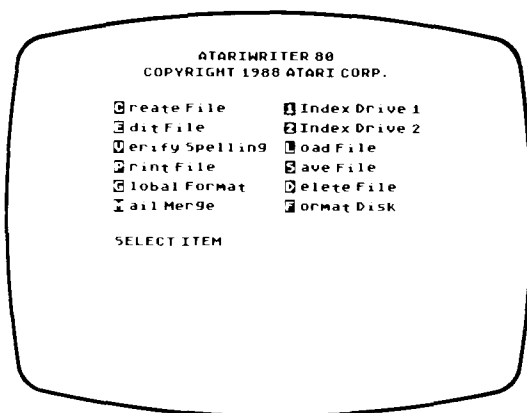 ATARIWRITER 80
COPYRIGHT 1988 ATARI CORP.
Create File 1 Index Drive 1
Edit File 2 Index Drive 2
Verify Spelling Load File
Print File Save File
Global Format Delete File
Mail Merge Format Disk
SELECT ITEM